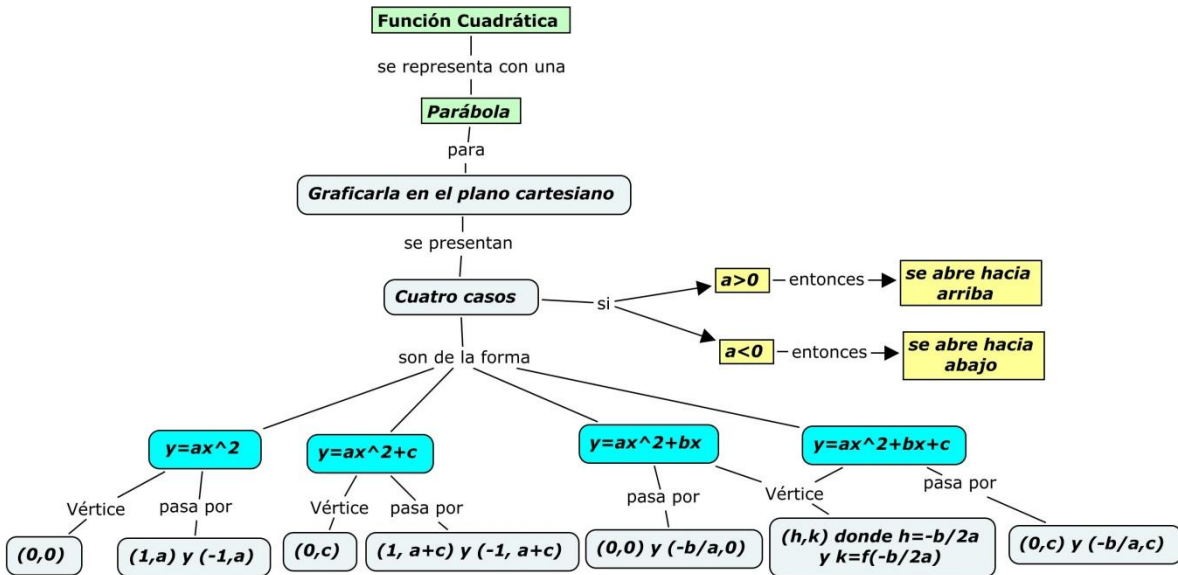 Función Cuadrática
se representa con una
Parábola
para
Graficarla en el plano cartesiano
se presentan
Cuatro casos
si
a>0
entonces
se abre hacia
arriba
a<0
entonces
se abre hacia
abajo
son de la forma
y=ax^2
y=ax^2+c
y=ax^2+bx
y=ax^2+bx+c
Vértice
pasa por
Vértice
pasa por
pasa por
Vértice
pasa por
(0,0)
(1,a) y (-1,a)
(0,c)
(1, a+c) y (-1, a+c)
(0,0) y (-b/a,0)
(h,k) donde h=-b/2a
y k=f(-b/2a)
(0,c) y (-b/a,c)